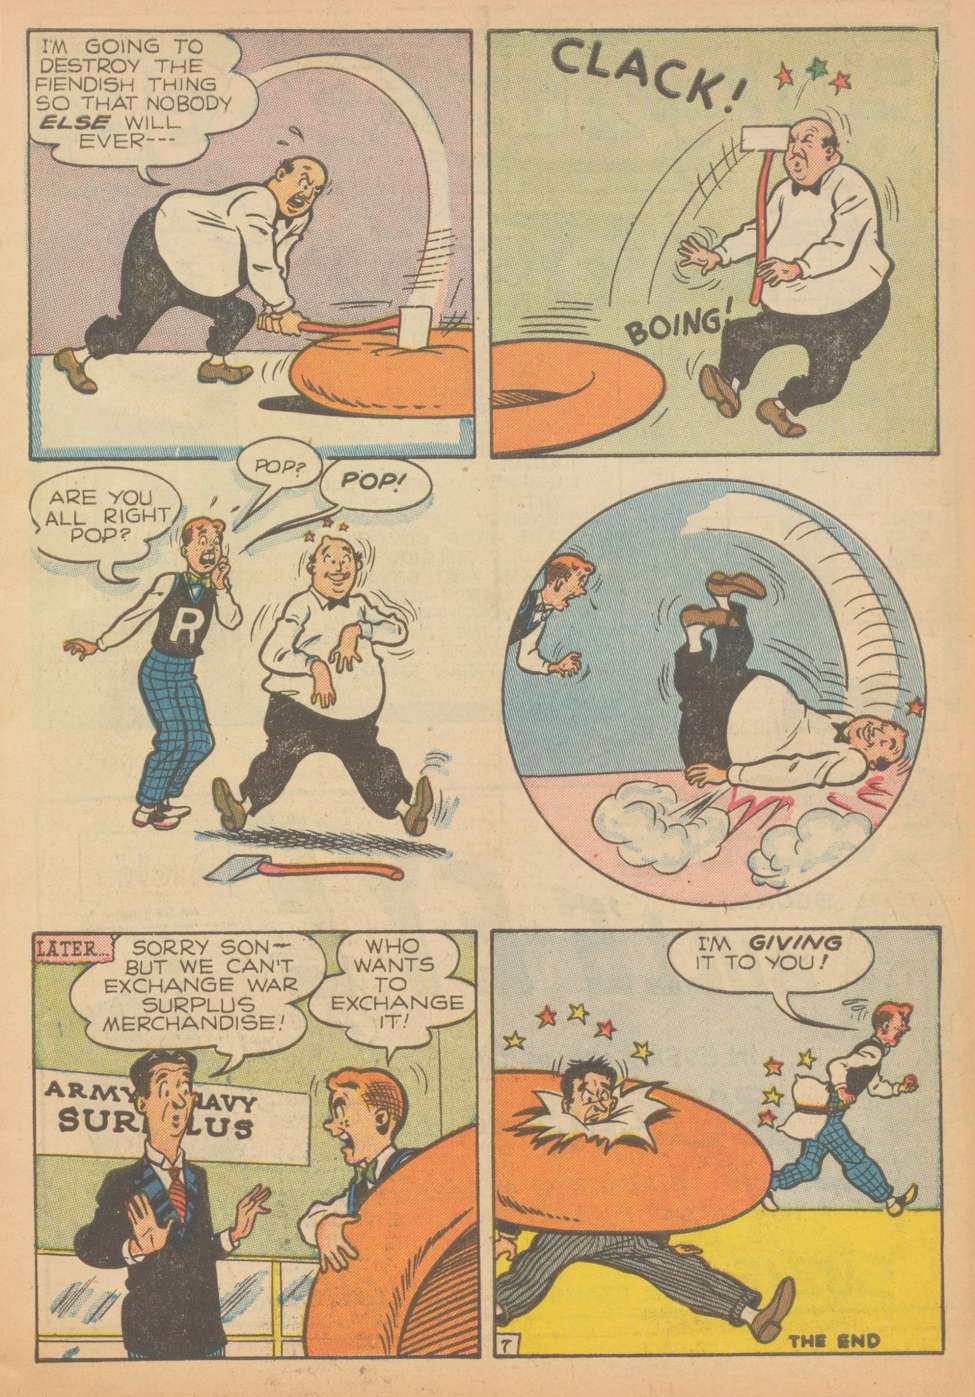 I'M GOING TO
DESTROY THE
FIENDISH THING
SO THAT NOBODY
ELSE WILL
EVER---
CLACK!
BOING!
ARE YOU
ALL RIGHT
POP?
POP?
POP!
R
LATER...
SORRY SON—
BUT WE CAN'T
EXCHANGE WAR
SURPLUS
MERCHANDISE!
WHO
WANTS
TO
EXCHANGE
IT!
ARMY NAVY
SURPLUS
I'M GIVING
IT TO YOU!
7
THE END